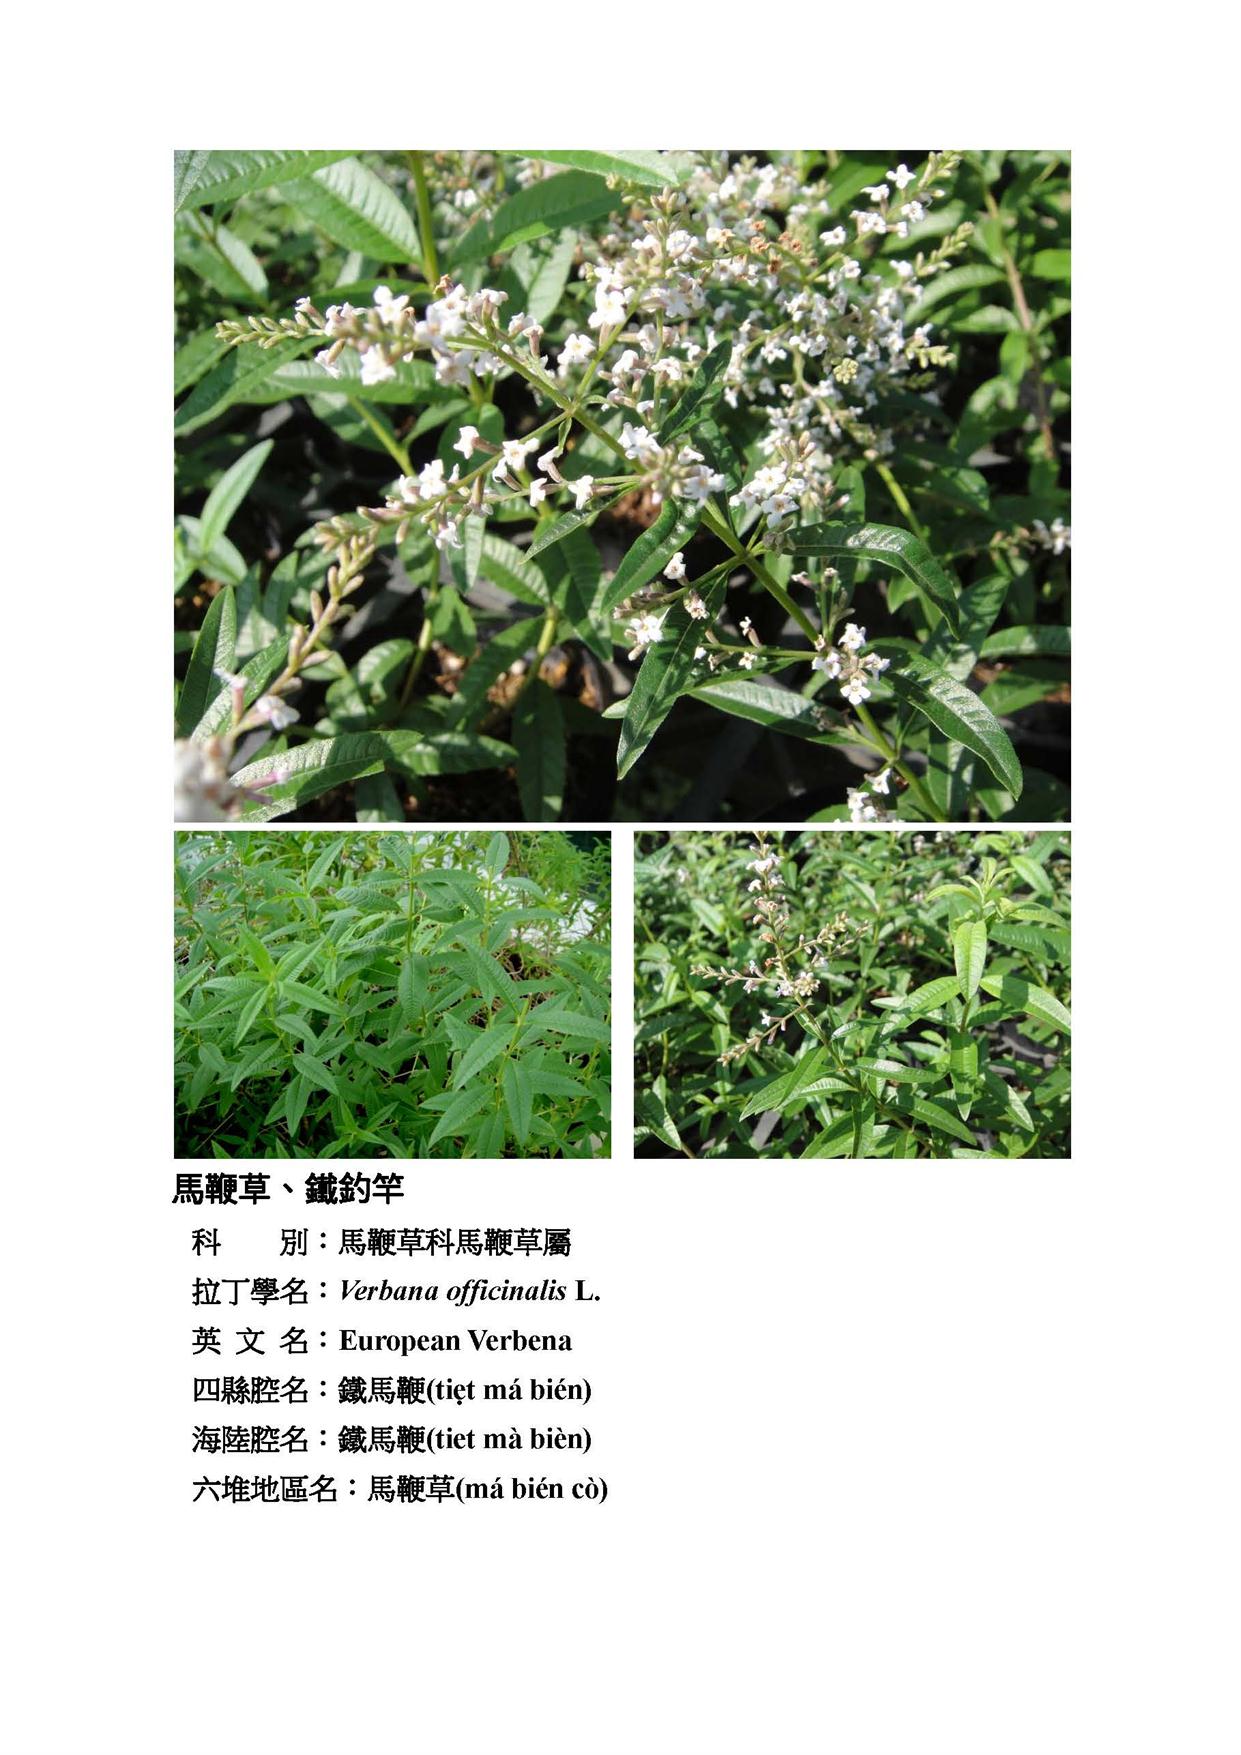 馬鞭草、鐵釣竿
科　　別：馬鞭草科馬鞭草屬
拉丁學名：Verbana officinalis L.
英 文 名：European Verbena
四縣腔名：鐵馬鞭(tiẹt má bién)
海陸腔名：鐵馬鞭(tiet mà bièn)
六堆地區名：馬鞭草(má bién cò)